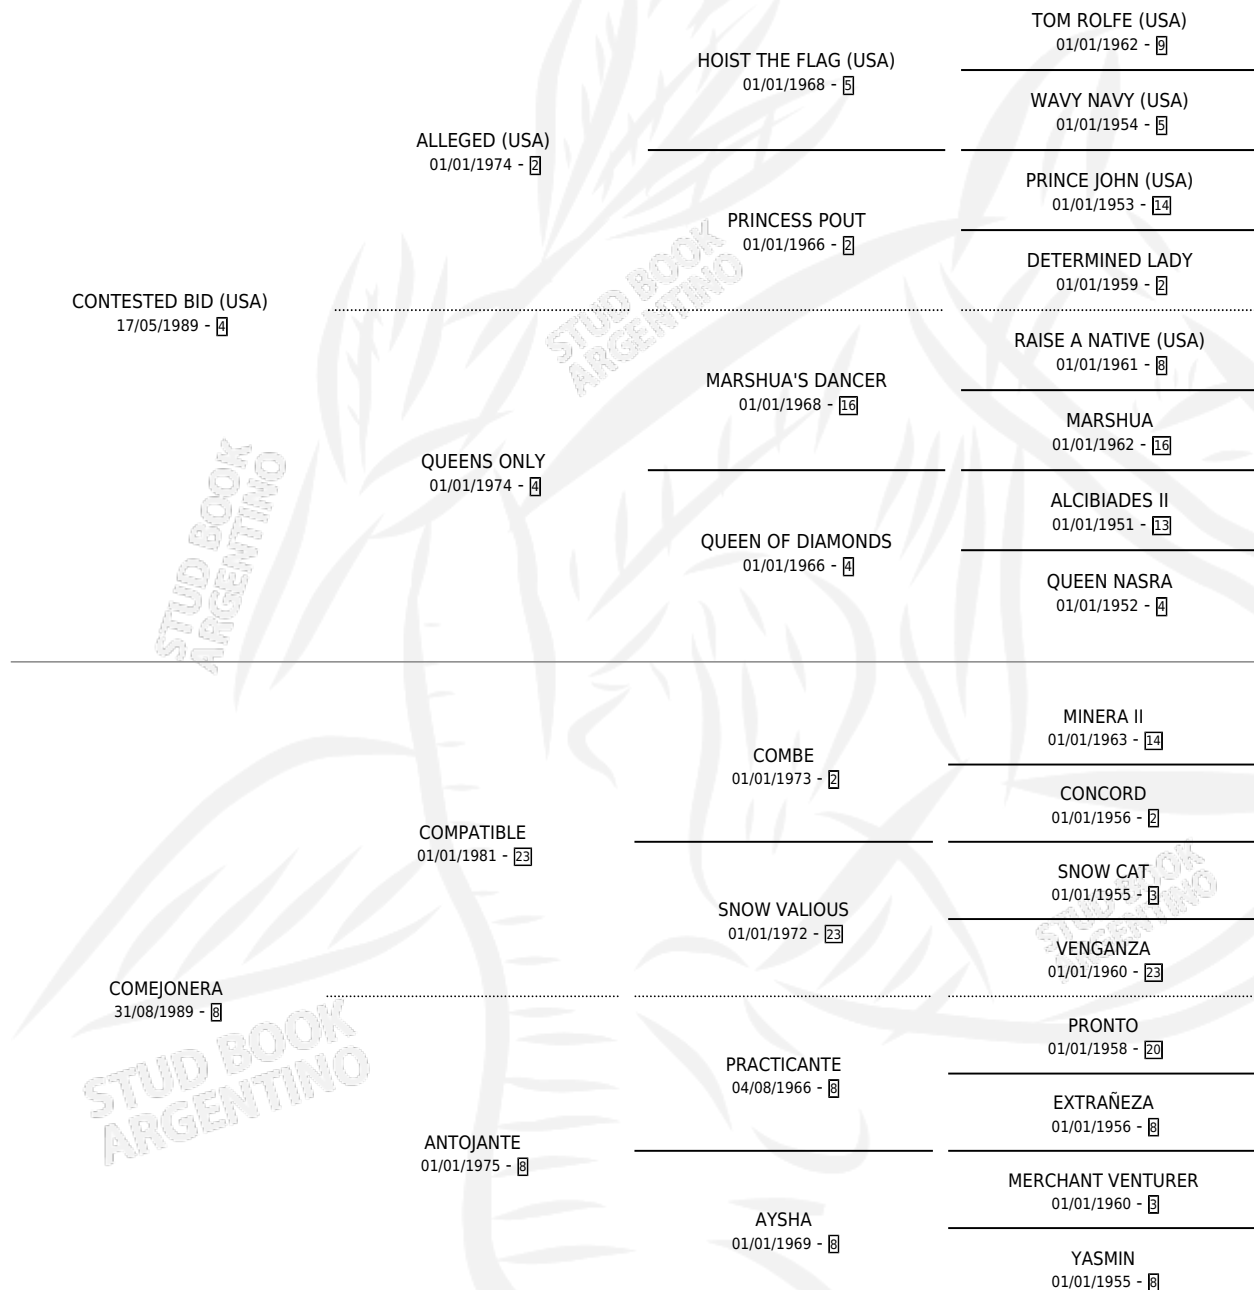 TOM ROLFE (USA)
01/01/1962 - 9
HOIST THE FLAG (USA)
01/01/1968 - 5
WAVY NAVY (USA)
01/01/1954 - 5
ALLEGED (USA)
01/01/1974 - 2
PRINCE JOHN (USA)
01/01/1953 - 14
PRINCESS POUT
01/01/1966 - 2
DETERMINED LADY
01/01/1959 - 2
CONTESTED BID (USA)
17/05/1989 - 4
RAISE A NATIVE (USA)
01/01/1961 - 8
MARSHUA'S DANCER
01/01/1968 - 16
MARSHUA
01/01/1962 - 16
QUEENS ONLY
01/01/1974 - 4
ALCIBIADES II
01/01/1951 - 13
QUEEN OF DIAMONDS
01/01/1966 - 4
QUEEN NASRA
01/01/1952 - 4
MINERA II
01/01/1963 - 14
COMBE
01/01/1973 - 2
CONCORD
01/01/1956 - 2
COMPATIBLE
01/01/1981 - 23
SNOW CAT
01/01/1955 - 3
SNOW VALIOUS
01/01/1972 - 23
VENGANZA
01/01/1960 - 23
COMEJONERA
31/08/1989 - 8
PRONTO
01/01/1958 - 20
PRACTICANTE
04/08/1966 - 8
EXTRAÑEZA
01/01/1956 - 8
ANTOJANTE
01/01/1975 - 8
MERCHANT VENTURER
01/01/1960 - 3
AYSHA
01/01/1969 - 8
YASMIN
01/01/1955 - 8
STUD BOOK
ARGENTINO
STUD BOOK
ARGENTINO
STUD BOOK
ARGENTINO
STUD BOOK
ARGENTINO